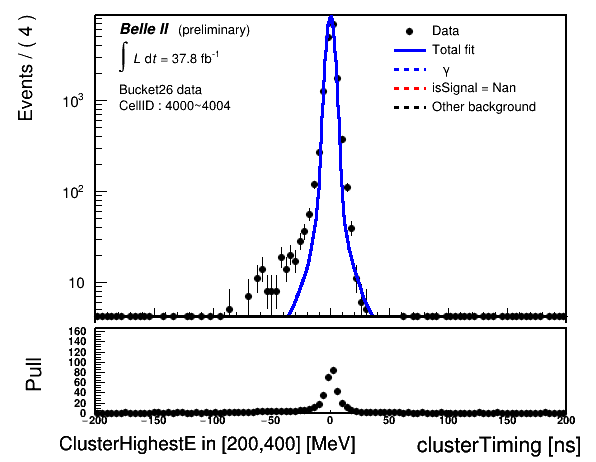 Belle II (preliminary)
∫ L dt = 37.8 fb⁻¹
Bucket26 data
CellID : 4000~4004
Data
Total fit
γ
isSignal = Nan
Other background
Events / ( 4 )
10³
10²
10
Pull
160
140
120
100
80
60
40
20
0
−200 −150 −100 −50 0 50 100 150 200
ClusterHighestE in [200,400] [MeV] clusterTiming [ns]